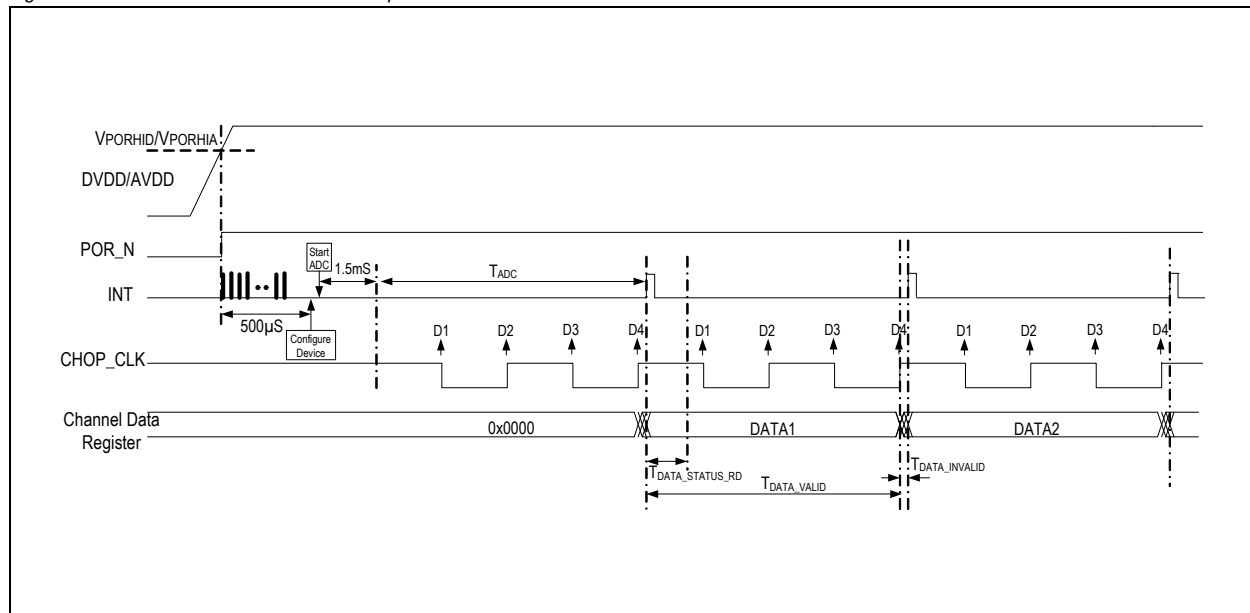 VPORHID/VPORHIA
DVDD/AVDD
POR_N
Start
ADC
1.5mS
TADC
INT
500µS
Configure
Device
D1 D2 D3 D4 D1 D2 D3 D4 D1 D2 D3 D4
CHOP_CLK
Channel Data
Register
0x0000 DATA1 DATA2
TDATA_STATUS_RD
TDATA_VALID
TDATA_INVALID